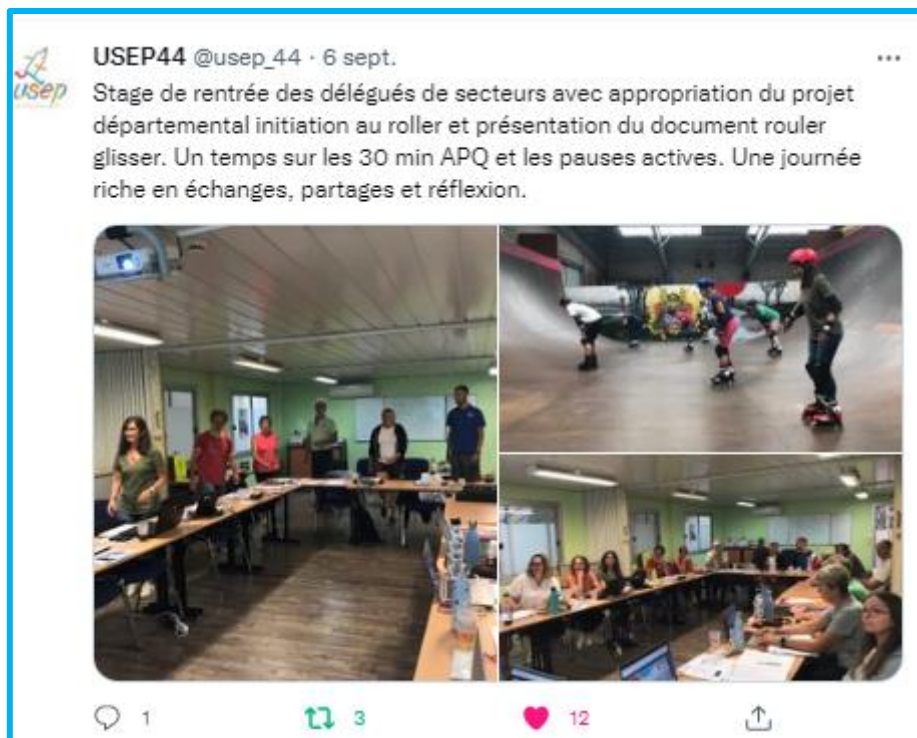 USEP44 @usep_44 · 6 sept.
usep
Stage de rentrée des délégués de secteurs avec appropriation du projet
départemental initiation au roller et présentation du document rouler
glisser. Un temps sur les 30 min APQ et les pauses actives. Une journée
riche en échanges, partages et réflexion.
1
3
12